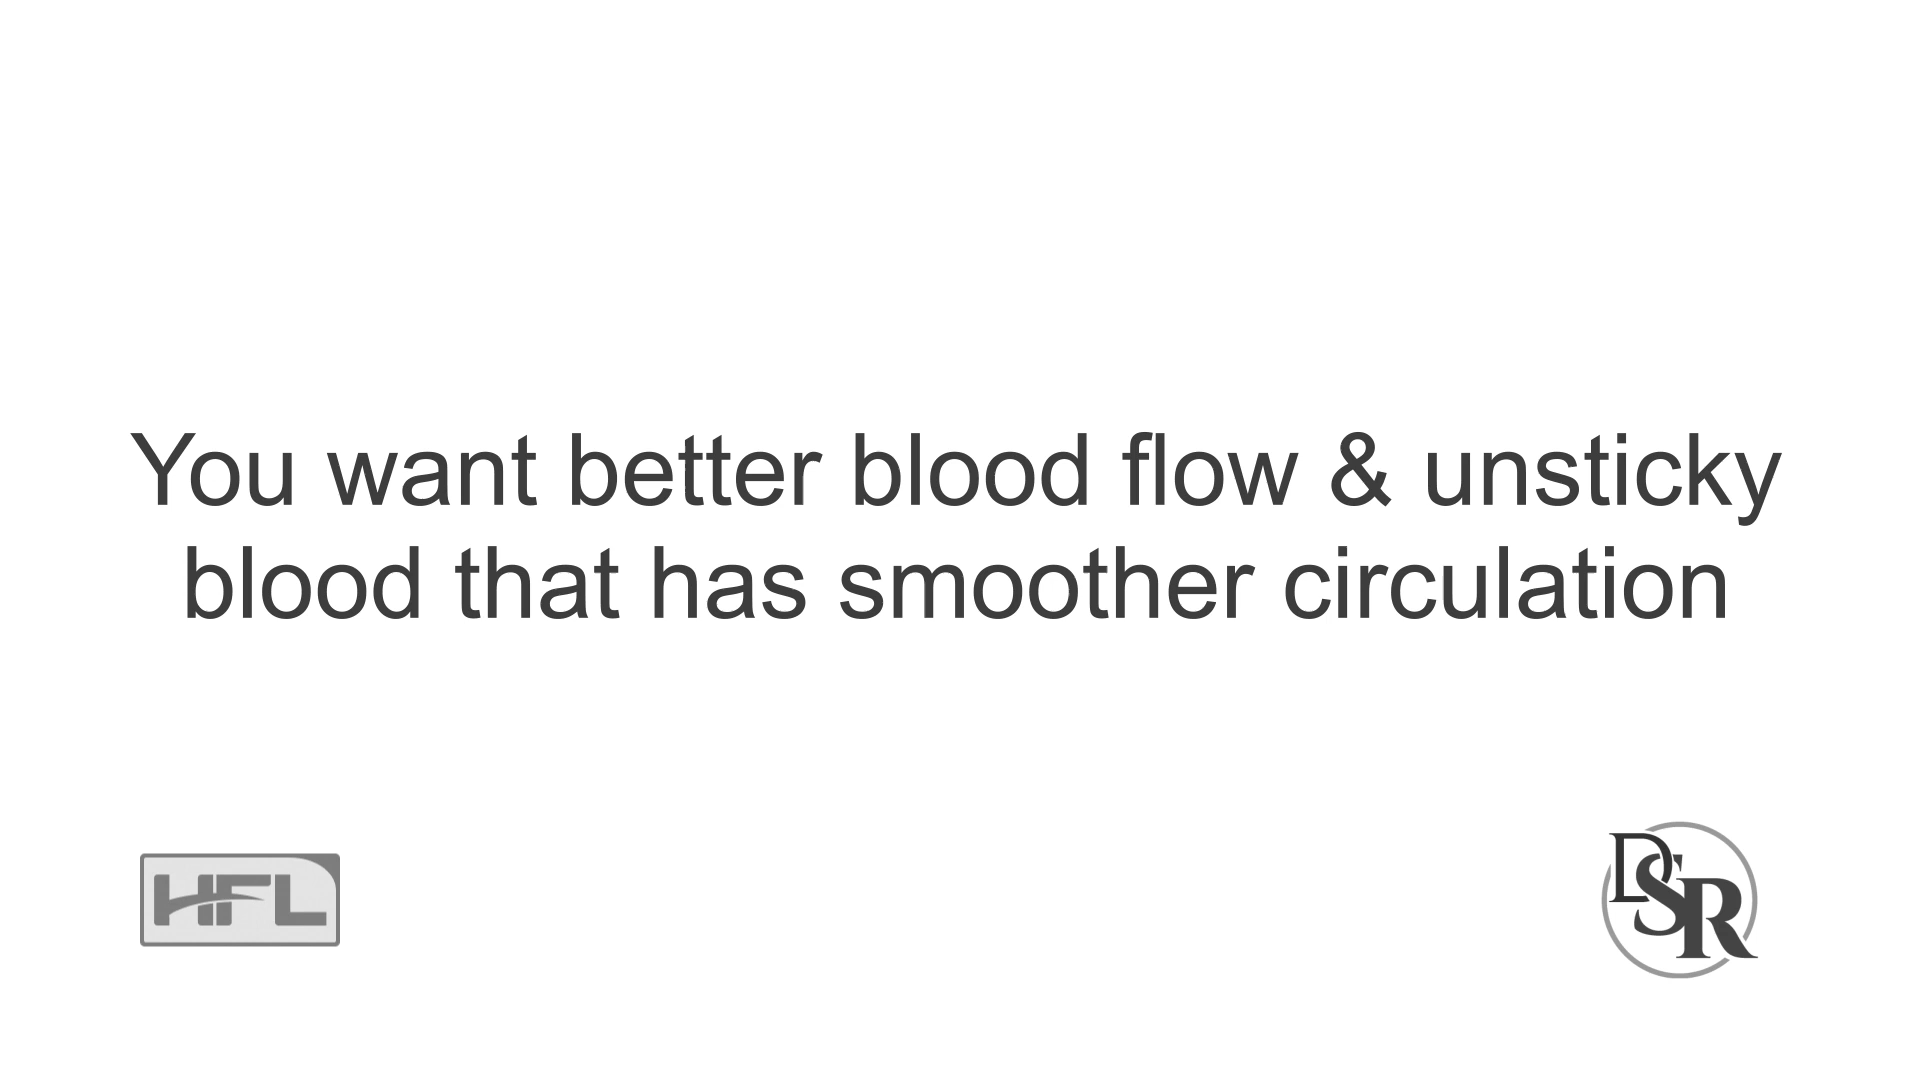 You want better blood flow & unsticky
blood that has smoother circulation
HFL
DSR